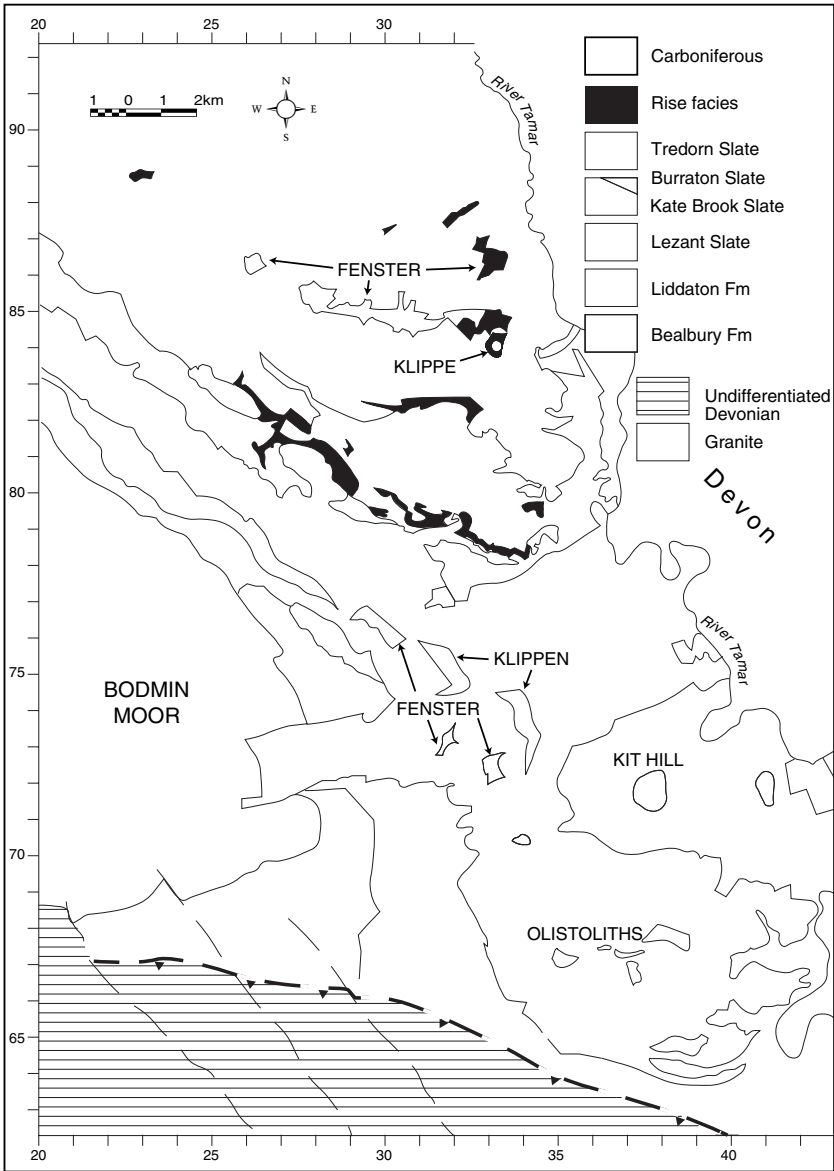 20
25
30
90
85
80
75
70
65
1 0 1 2km
N
W E
S
River Tamar
Carboniferous
Rise facies
Tredorn Slate
Burraton Slate
Kate Brook Slate
Lezant Slate
Liddaton Fm
Bealbury Fm
Undifferentiated
Devonian
Granite
FENSTER
KLIPPE
Devon
River Tamar
KLIPPEN
BODMIN
MOOR
FENSTER
KIT HILL
OLISTOLITHS
20
25
30
35
40